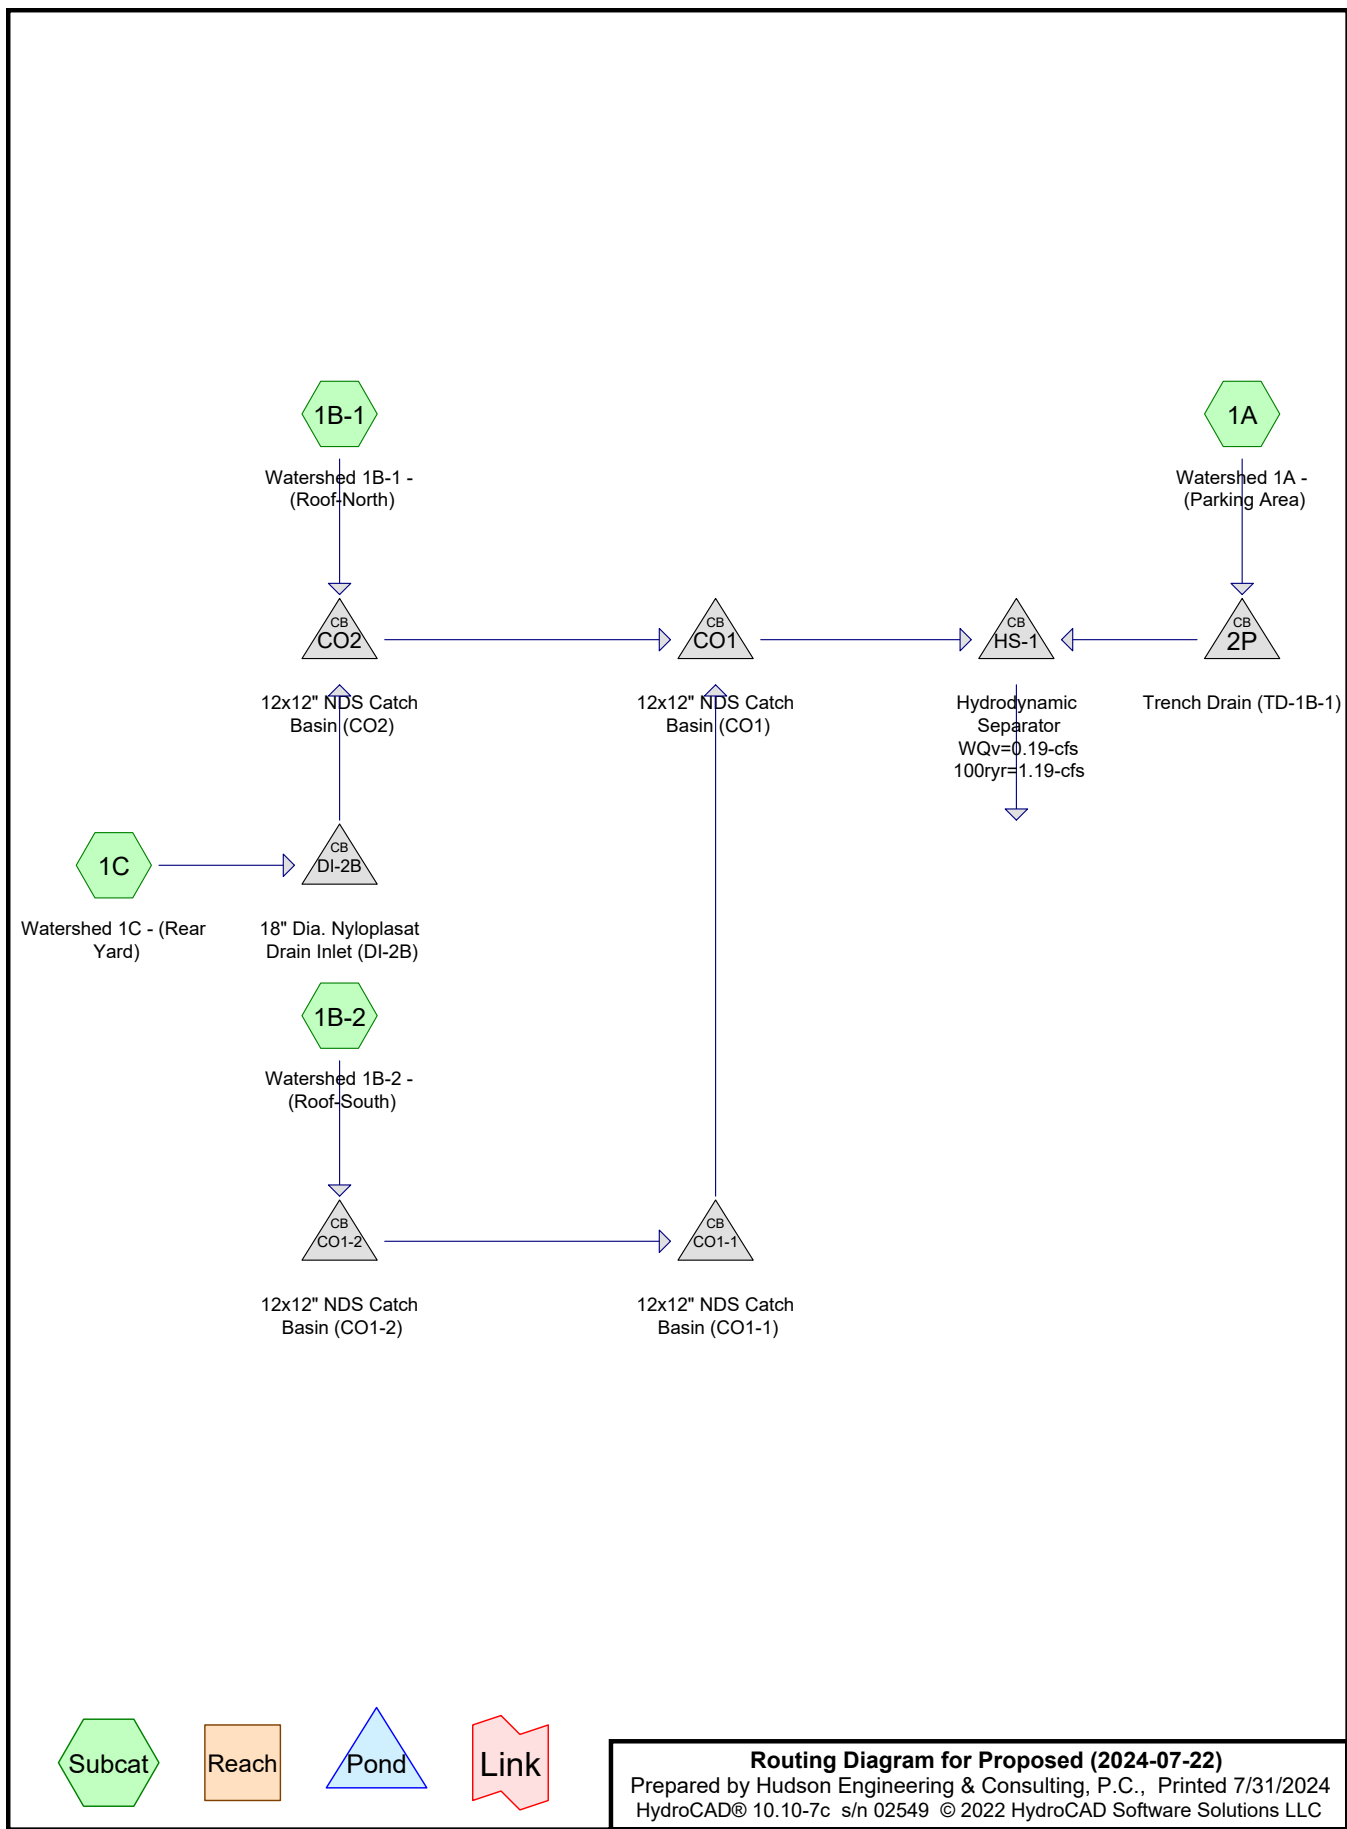 1B-1
Watershed 1B-1 -
(Roof-North)
1A
Watershed 1A -
(Parking Area)
CB
CO2
12x12" NDS Catch
Basin (CO2)
CB
CO1
12x12" NDS Catch
Basin (CO1)
CB
HS-1
Hydrodynamic
Separator
WQv=0.19-cfs
100ryr=1.19-cfs
CB
2P
Trench Drain (TD-1B-1)
1C
Watershed 1C - (Rear
Yard)
CB
DI-2B
18" Dia. Nyloplasat
Drain Inlet (DI-2B)
1B-2
Watershed 1B-2 -
(Roof-South)
CB
CO1-2
12x12" NDS Catch
Basin (CO1-2)
CB
CO1-1
12x12" NDS Catch
Basin (CO1-1)
Subcat
Reach
Pond
Link
Routing Diagram for Proposed (2024-07-22)
Prepared by Hudson Engineering & Consulting, P.C., Printed 7/31/2024
HydroCAD® 10.10-7c s/n 02549 © 2022 HydroCAD Software Solutions LLC